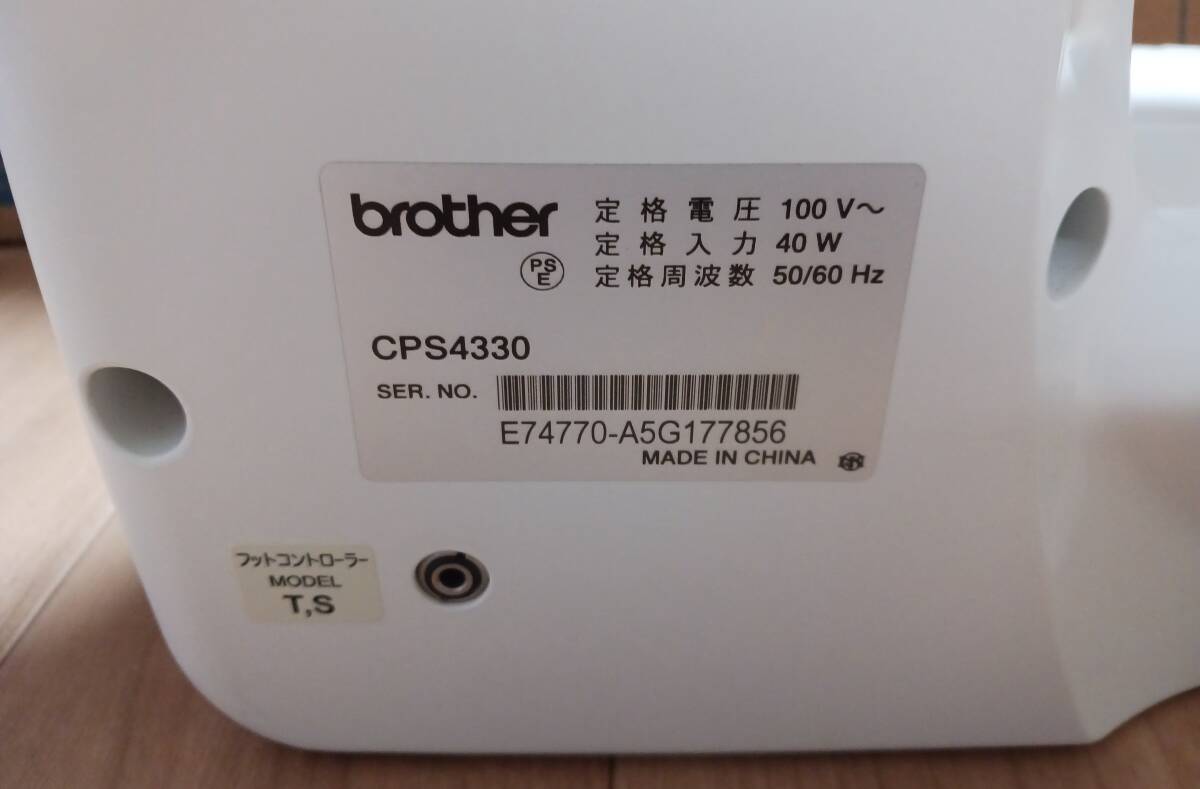 brother
PS
E
定格電圧 100 V～
定格入力 40 W
定格周波数 50/60 Hz
CPS4330
SER. NO.
E74770-A5G177856
MADE IN CHINA
フットコントローラー
MODEL
T,S